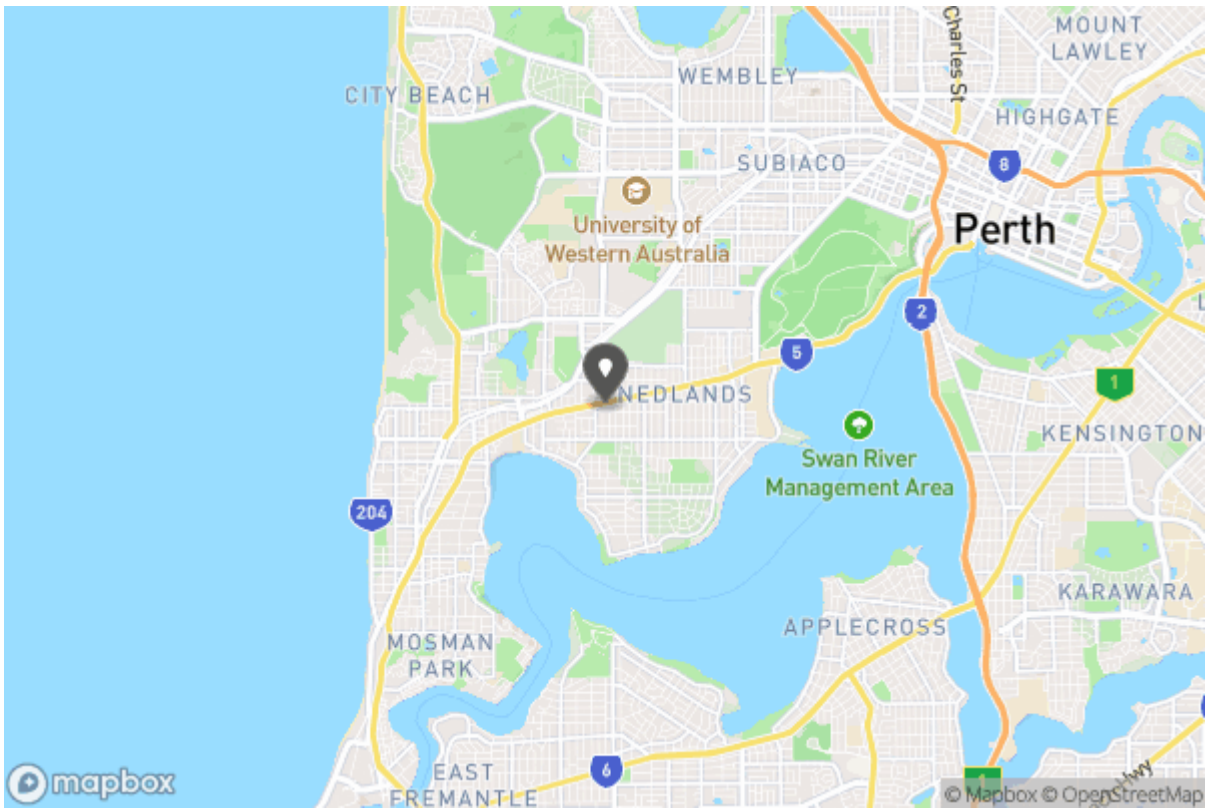 Charles St
MOUNT
LAWLEY
WEMBLEY
CITY BEACH
HIGHGATE
SUBIACO
8
University of
Western Australia
Perth
2
5
1
NEDLANDS
KENSINGTON
Swan River
Management Area
204
KARAWARA
APPLECROSS
MOSMAN
PARK
6
EAST
FREMANTLE
mapbox
© Mapbox © OpenStreetMap